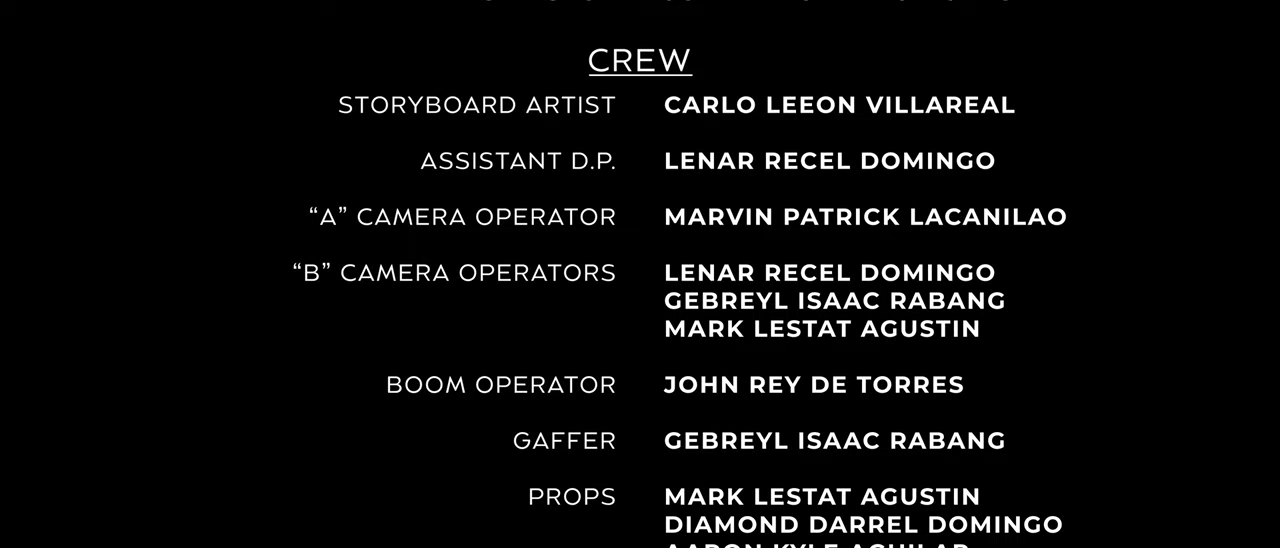 CREW
STORYBOARD ARTIST CARLO LEEON VILLAREAL
ASSISTANT D.P. LENAR RECEL DOMINGO
“A” CAMERA OPERATOR MARVIN PATRICK LACANILAO
“B” CAMERA OPERATORS LENAR RECEL DOMINGO
GEBREYL ISAAC RABANG
MARK LESTAT AGUSTIN
BOOM OPERATOR JOHN REY DE TORRES
GAFFER GEBREYL ISAAC RABANG
PROPS MARK LESTAT AGUSTIN
DIAMOND DARREL DOMINGO